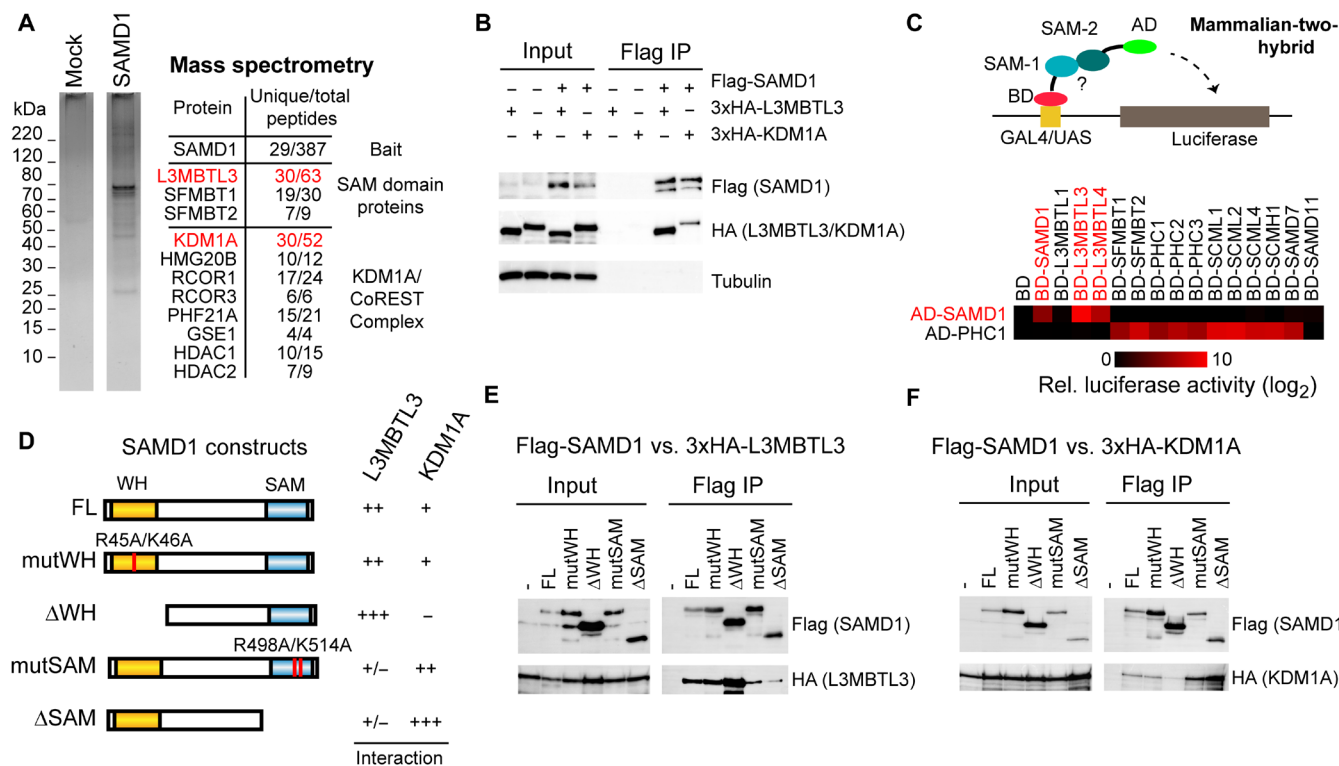 A
Mock
SAMD1
kDa
220
120
80
70
60
50
40
30
25
20
15
10
Mass spectrometry
Protein
Unique/total
peptides
SAMD1 29/387 Bait
L3MBTL3 30/63
SFMBT1 19/30
SFMBT2 7/9
SAM domain
proteins
KDM1A 30/52
HMG20B 10/12
RCOR1 17/24
RCOR3 6/6
PHF21A 15/21
GSE1 4/4
HDAC1 10/15
HDAC2 7/9
KDM1A/
CoREST
Complex
B
Input Flag IP
– – + + – – + + Flag-SAMD1
+ – + – + – + – 3xHA-L3MBTL3
– + – + – + – + 3xHA-KDM1A
Flag (SAMD1)
HA (L3MBTL3/KDM1A)
Tubulin
C
Mammalian-two-
hybrid
SAM-2
AD
SAM-1
?
BD
GAL4/UAS
Luciferase
BD
BD-SAMD1
BD-L3MBTL1
BD-L3MBTL3
BD-L3MBTL4
BD-SFMBT1
BD-SFMBT2
BD-PHC1
BD-PHC2
BD-PHC3
BD-SCML1
BD-SCML2
BD-SCML4
BD-SCMH1
BD-SAMD7
BD-SAMD11
AD-SAMD1
AD-PHC1
0 10
Rel. luciferase activity (log2)
D
SAMD1 constructs
L3MBTL3
KDM1A
WH SAM
FL ++ +
R45A/K46A
mutWH ++ +
ΔWH +++ –
R498A/K514A
mutSAM +/– ++
ΔSAM +/– +++
Interaction
E
Flag-SAMD1 vs. 3xHA-L3MBTL3
Input Flag IP
- FL mutWH ΔWH mutSAM ΔSAM - FL mutWH ΔWH mutSAM ΔSAM
Flag (SAMD1)
HA (L3MBTL3)
F
Flag-SAMD1 vs. 3xHA-KDM1A
Input Flag IP
- FL mutWH ΔWH mutSAM ΔSAM - FL mutWH ΔWH mutSAM ΔSAM
Flag (SAMD1
HA (KDM1A)